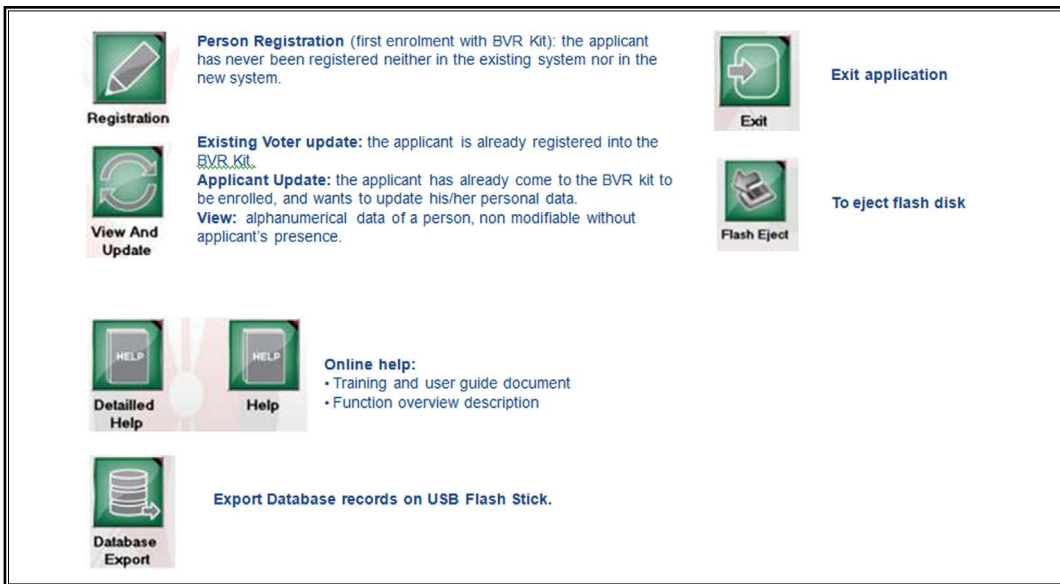 Person Registration (first enrolment with BVR Kit): the applicant
has never been registered neither in the existing system nor in the
new system.
Registration
Exit application
Exit
Existing Voter update: the applicant is already registered into the
BVR Kit.
Applicant Update: the applicant has already come to the BVR kit to
be enrolled, and wants to update his/her personal data.
View: alphanumerical data of a person, non modifiable without
applicant's presence.
View And
Update
To eject flash disk
Flash Eject
HELP
Detailled
Help
HELP
Help
Online help:
• Training and user guide document
• Function overview description
Export Database records on USB Flash Stick.
Database
Export